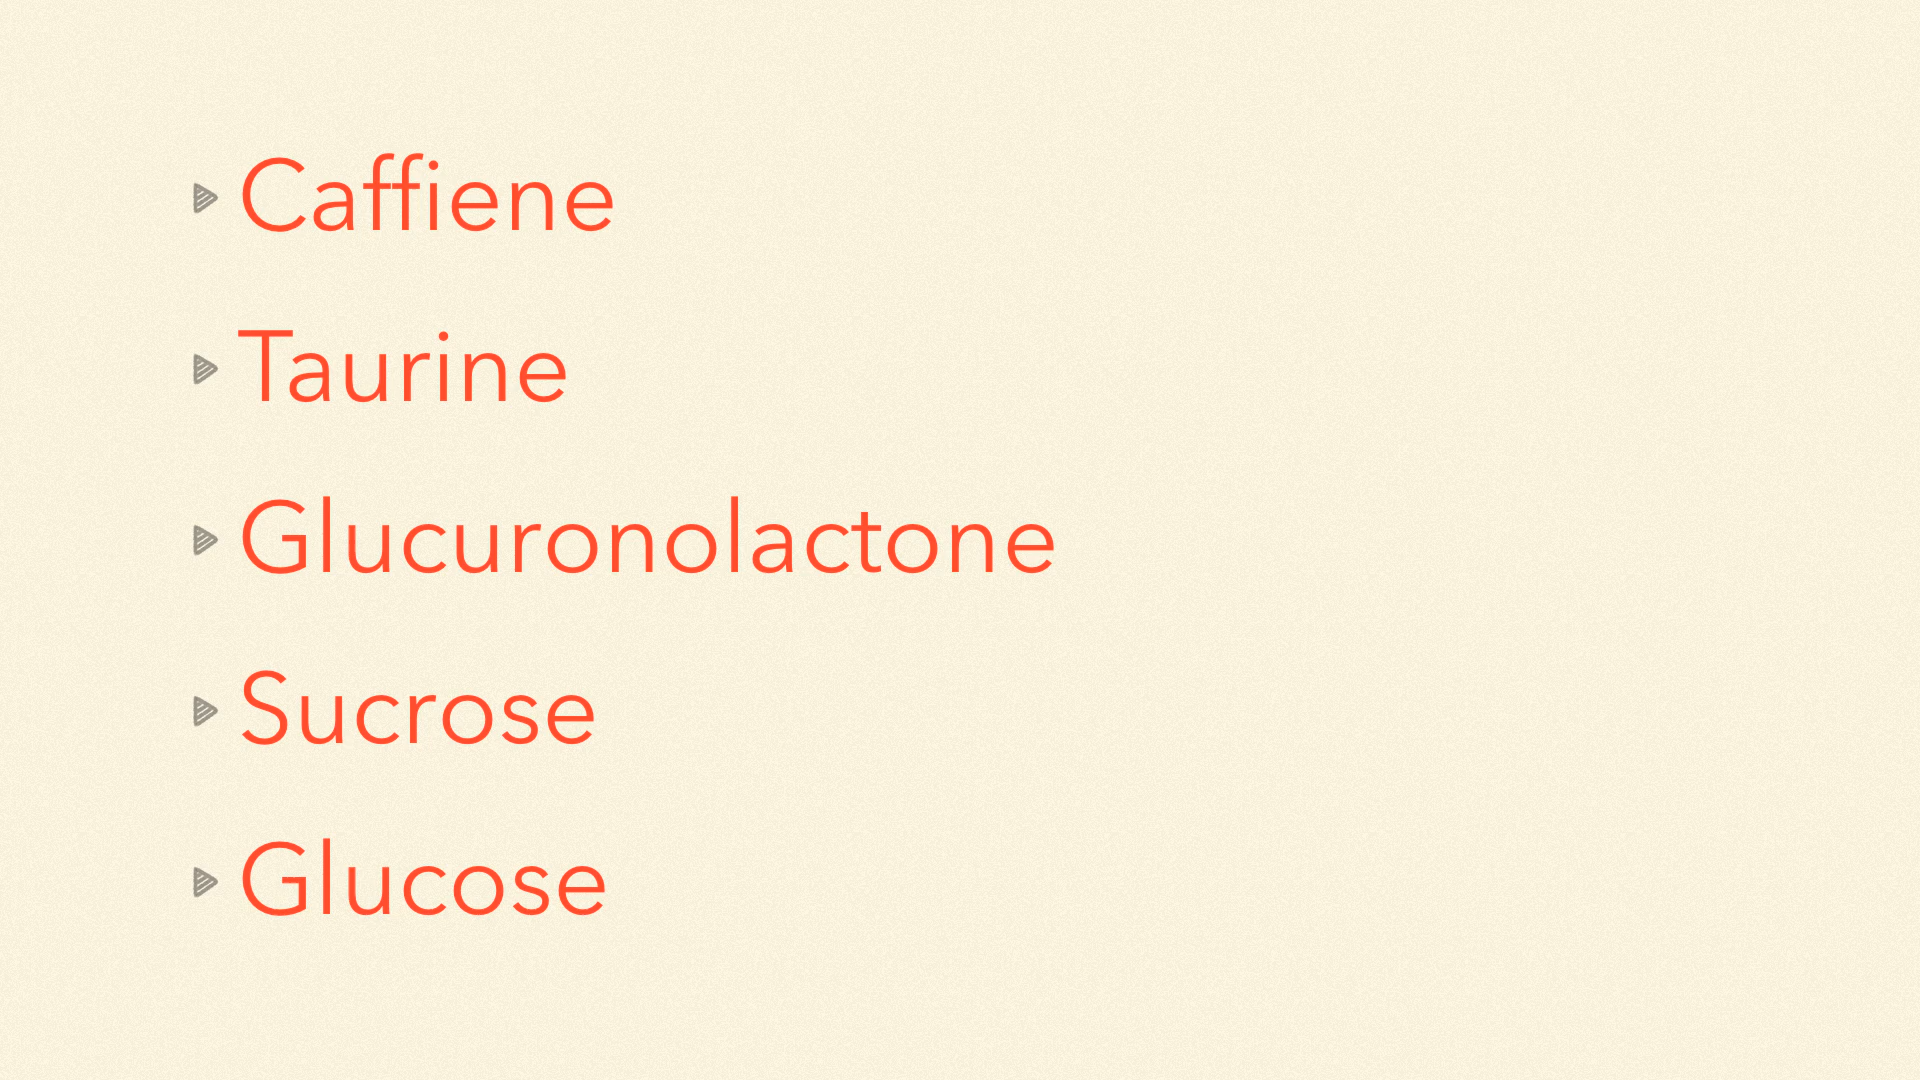 Caffiene
Taurine
Glucuronolactone
Sucrose
Glucose